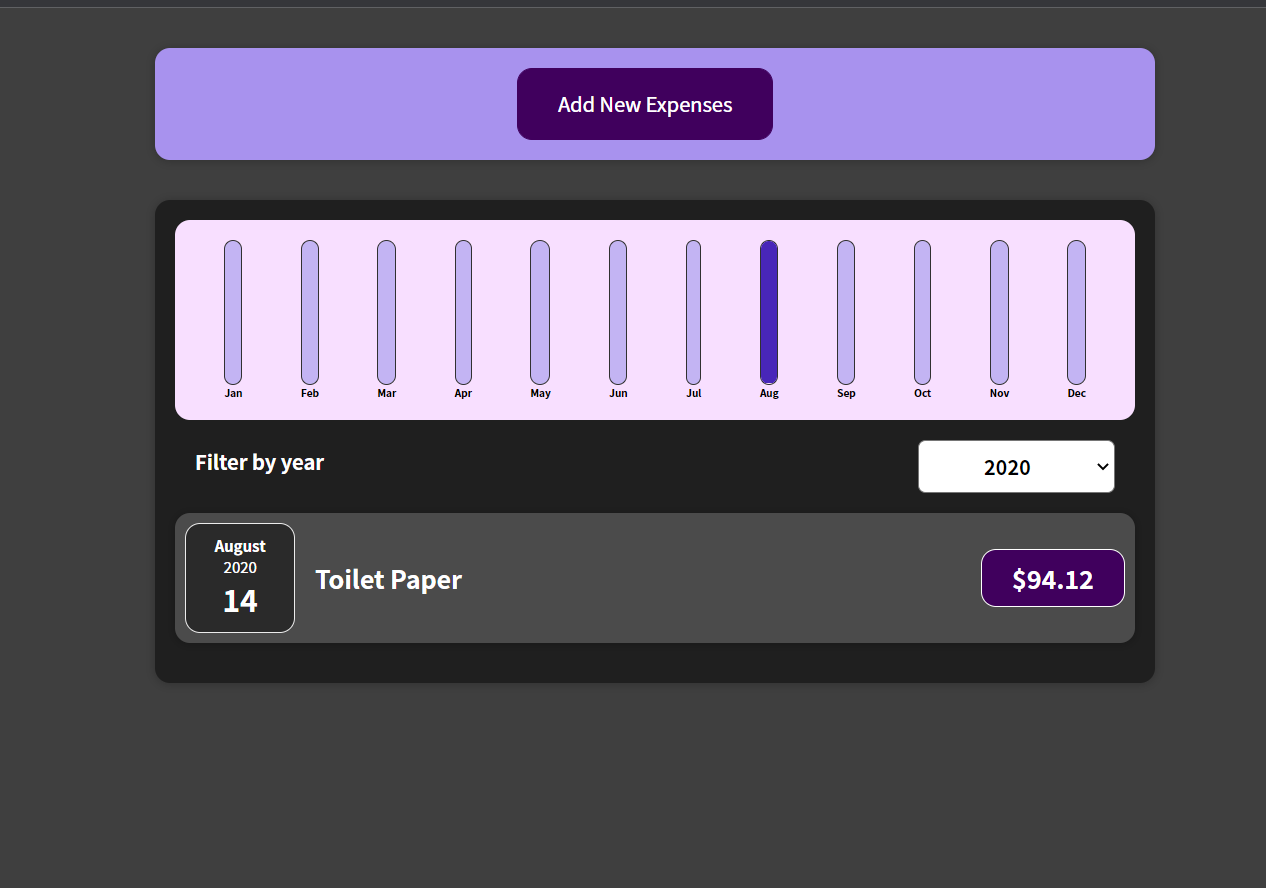 Add New Expenses
Jan Feb Mar Apr May Jun Jul Aug Sep Oct Nov Dec
Filter by year
2020
August
2020
14
Toilet Paper
$94.12